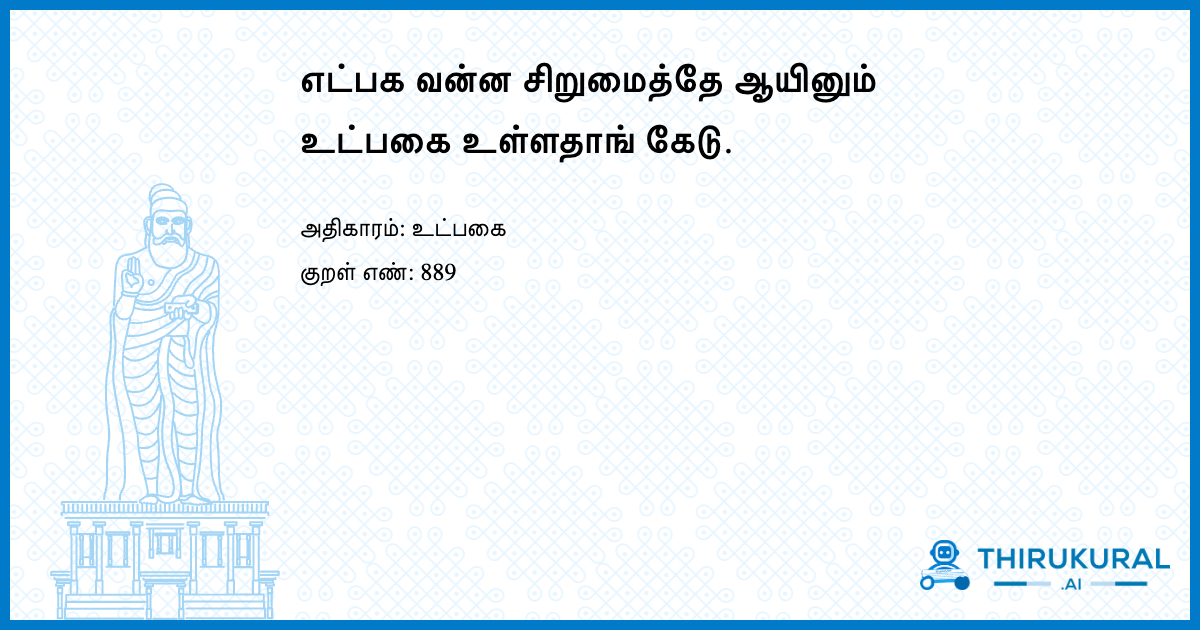 எட்பக வன்ன சிறுமைத்தே ஆயினும்
உட்பகை உள்ளதாங் கேடு.
அதிகாரம்: உட்பகை
குறள் எண்: 889
THIRUKURAL
.AI